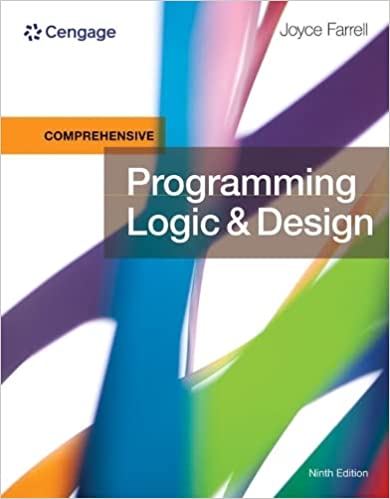 Cengage
Joyce Farrell
COMPREHENSIVE
Programming
Logic & Design
Ninth Edition